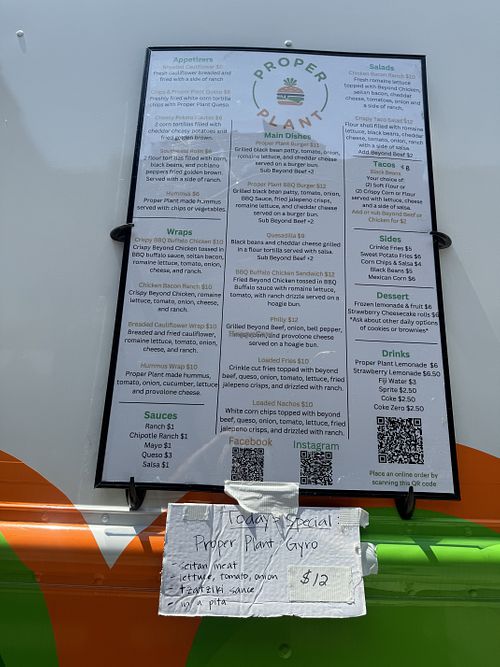 PROPER
PLANT
Appetizers
Breaded Cauliflower $6
Fresh cauliflower breaded and
fried with a side of ranch
Chips & Proper Plant Queso $6
Freshly fried white corn tortilla
chips with Proper Plant Queso
Cheesy Potato
2 corn tortillas filled with
cheddar cheesy potatoes and
fried golden brown.
Southwest Rolls $8
2 flour tortillas filled with corn,
black beans, and poblano
peppers fried golden brown.
Served with a side of ranch.
Hummus $6
Proper Plant made hummus
served with chips or vegetables.
Wraps
Crispy BBQ Buffalo Chicken $10
Crispy Beyond Chicken tossed in
BBQ buffalo sauce, seitan bacon,
romaine lettuce, tomato, onion,
cheese, and ranch.
Chicken Bacon Ranch $10
Crispy Beyond Chicken, romaine
lettuce, tomato, onion, cheese,
and ranch.
Breaded Cauliflower Wrap $10
Breaded and fried cauliflower,
romaine lettuce, tomato, onion,
cheese, and ranch.
Hummus Wrap $10
Proper Plant made hummus,
tomato, onion, cucumber, lettuce
and provolone cheese.
Sauces
Ranch $1
Chipotle Ranch $1
Mayo $1
Queso $3
Salsa $1
Main Dishes
Proper Plant Burger $11
Grilled black bean patty, tomato, onion,
romaine lettuce, and cheddar cheese
served on a burger bun.
Sub Beyond Beef +2
Proper Plant BBQ Burger $12
Grilled black bean patty, tomato, onion,
BBQ Sauce, fried jalapeno crisps,
romaine lettuce, and cheddar cheese
served on a burger bun.
Sub Beyond Beef +2
Quesadilla $9
Black beans and cheddar cheese grilled
in a flour tortilla served with salsa.
Sub Beyond Beef +2
BBQ Buffalo Chicken Sandwich $12
Fried Beyond Chicken tossed in BBQ
Buffalo sauce with romaine lettuce,
tomato, with ranch drizzle served on a
hoagie bun.
Philly $12
Grilled Beyond Beef, onion, bell pepper,
and provolone cheese
served on a hoagie bun.
Loaded Fries $10
Crinkle cut fries topped with beyond
beef, queso, onion, tomato, lettuce, fried
jalapeno crisps, and drizzled with ranch.
Loaded Nachos $10
White corn chips topped with beyond
beef, queso, onion, tomato, lettuce, fried
jalapeno crisps, and drizzled with ranch.
Facebook
Instagram
Salads
Chicken Bacon Ranch $10
Fresh romaine lettuce
topped with Beyond Chicken,
seitan bacon, cheddar
cheese, tomatoes, onion and
a side of ranch.
Crispy Taco Salad $12
Flour shell filled with romaine
lettuce, black beans, cheddar
cheese, tomato, onion, ranch
with a side of salsa.
Add Beyond Beef $2
Tacos $8
Black Beans
Your choice of:
(2) Soft Flour or
(2) Crispy Corn or Flour
served with lettuce, cheese
and a side of salsa.
Add or sub Beyond Beef or
Chicken for $2
Sides
Crinkle Fries $5
Sweet Potato Fries $6
Corn Chips & Salsa $4
Black Beans $5
Mexican Corn $6
Dessert
Frozen lemonade & fruit $6
Strawberry Cheesecake rolls $6
*Ask about other daily options
of cookies or brownies*
Drinks
Proper Plant Lemonade $6
Strawberry Lemonade $6.50
Fiji Water $3
Sprite $2.50
Coke $2.50
Coke Zero $2.50
Place an online order by
scanning this QR code
Today's Special:
Proper Plant Gyro
- seitan meat
- lettuce, tomato, onion
- tzatziki sauce
- in a pita
$12